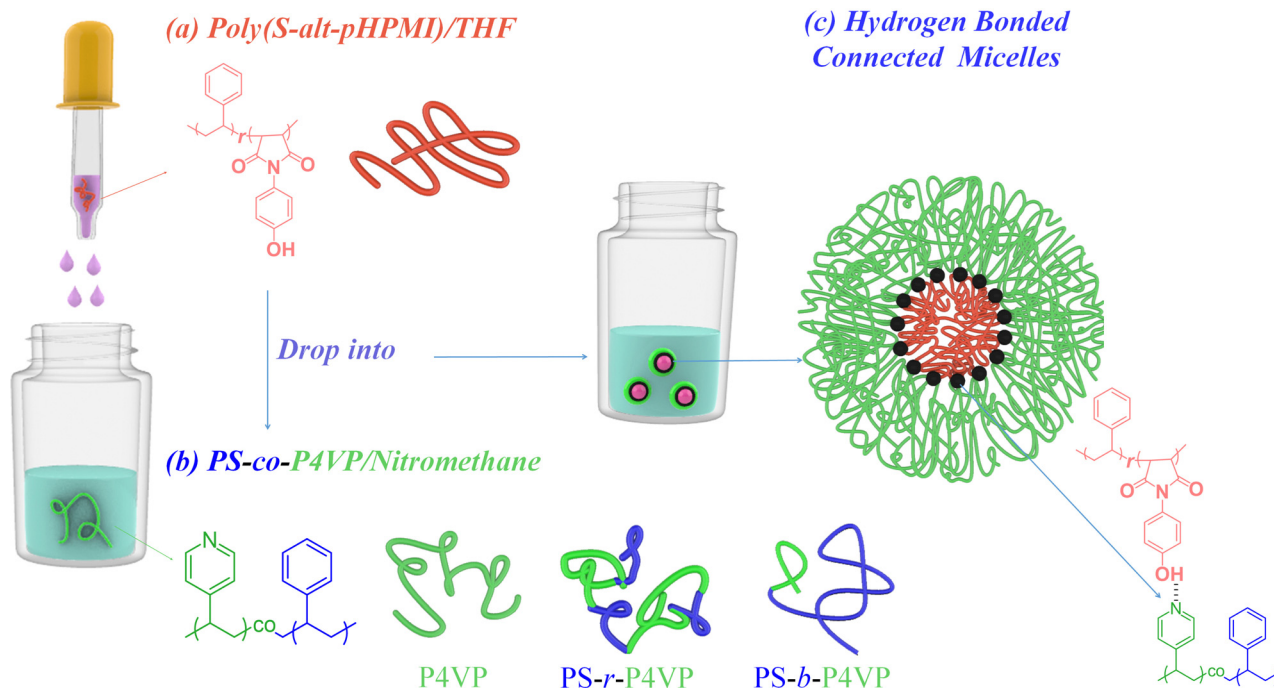 (a) Poly(S-alt-pHPMI)/THF
(c) Hydrogen Bonded
Connected Micelles
r
O
N
O
OH
Drop into
(b) PS-co-P4VP/Nitromethane
N
co
P4VP
PS-r-P4VP
PS-b-P4VP
r
O
N
O
OH
N
co